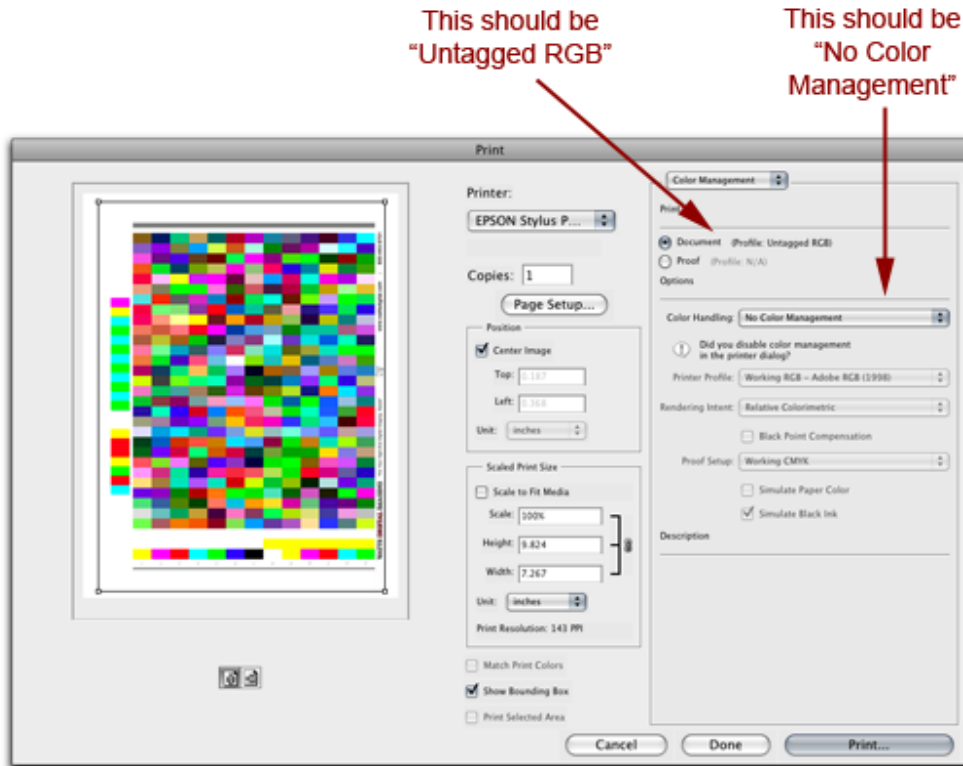 This should be
“Untagged RGB”
This should be
“No Color
Management”
Print
Printer:
EPSON Stylus P...
Copies: 1
Page Setup...
Position
Center Image
Top: 0.187
Left: 0.368
Unit: inches
Scaled Print Size
Scale to Fit Media
Scale: 100%
Height: 9.824
Width: 7.267
Unit: inches
Print Resolution: 143 PPI
Match Print Colors
Show Bounding Box
Print Selected Area
Color Management
Print
Document (Profile: Untagged RGB)
Proof (Profile: N/A)
Options
Color Handling: No Color Management
Did you disable color management
in the printer dialog?
Printer Profile: Working RGB - Adobe RGB (1998)
Rendering Intent: Relative Colorimetric
Black Point Compensation
Proof Setup: Working CMYK
Simulate Paper Color
Simulate Black Ink
Description
Cancel
Done
Print...